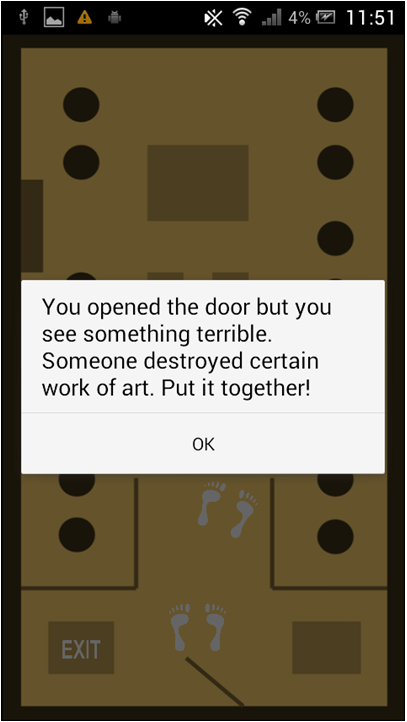 4% 11:51
You opened the door but you
see something terrible.
Someone destroyed certain
work of art. Put it together!
OK
EXIT